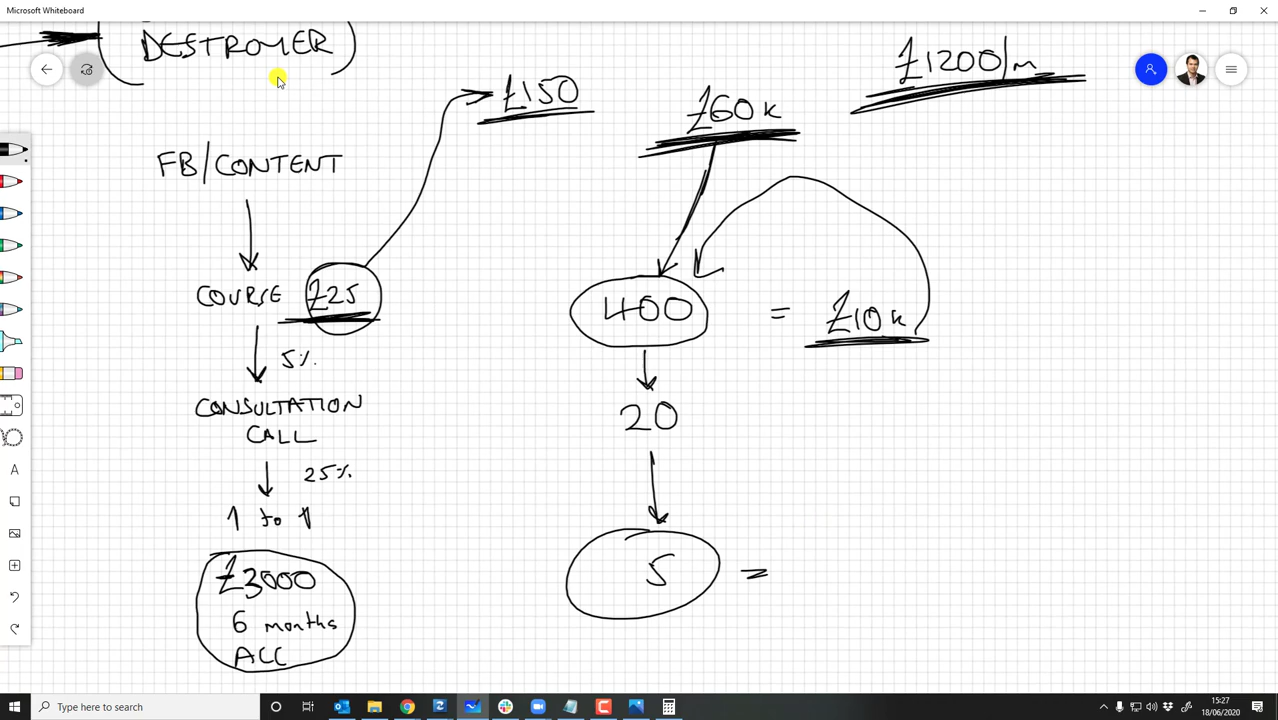 Microsoft Whiteboard
DESTROYER
£1200/m
£150
£60k
FB/CONTENT
COURSE £25
400 = £10k
5%
CONSULTATION
CALL
20
25%
1 to 1
£3000
6 months
ACC
5 =
A
Type here to search
15:27
18/06/2020